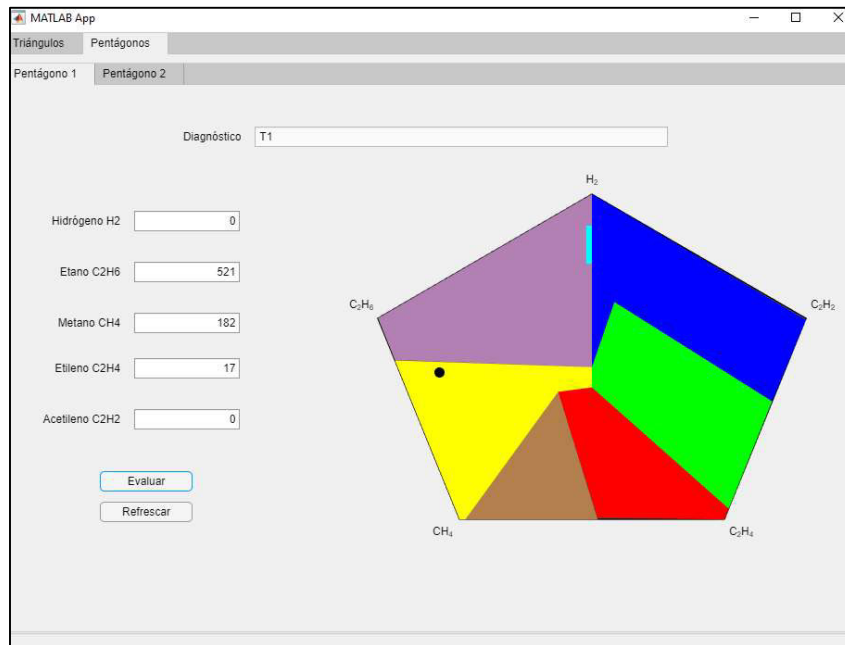 MATLAB App
Triángulos Pentágonos
Pentágono 1 Pentágono 2
Diagnóstico T1
H₂
Hidrógeno H2 0
Etano C2H6 521
C₂H₆
C₂H₂
Metano CH4 182
Etileno C2H4 17
Acetileno C2H2 0
Evaluar
Refrescar
CH₄
C₂H₄